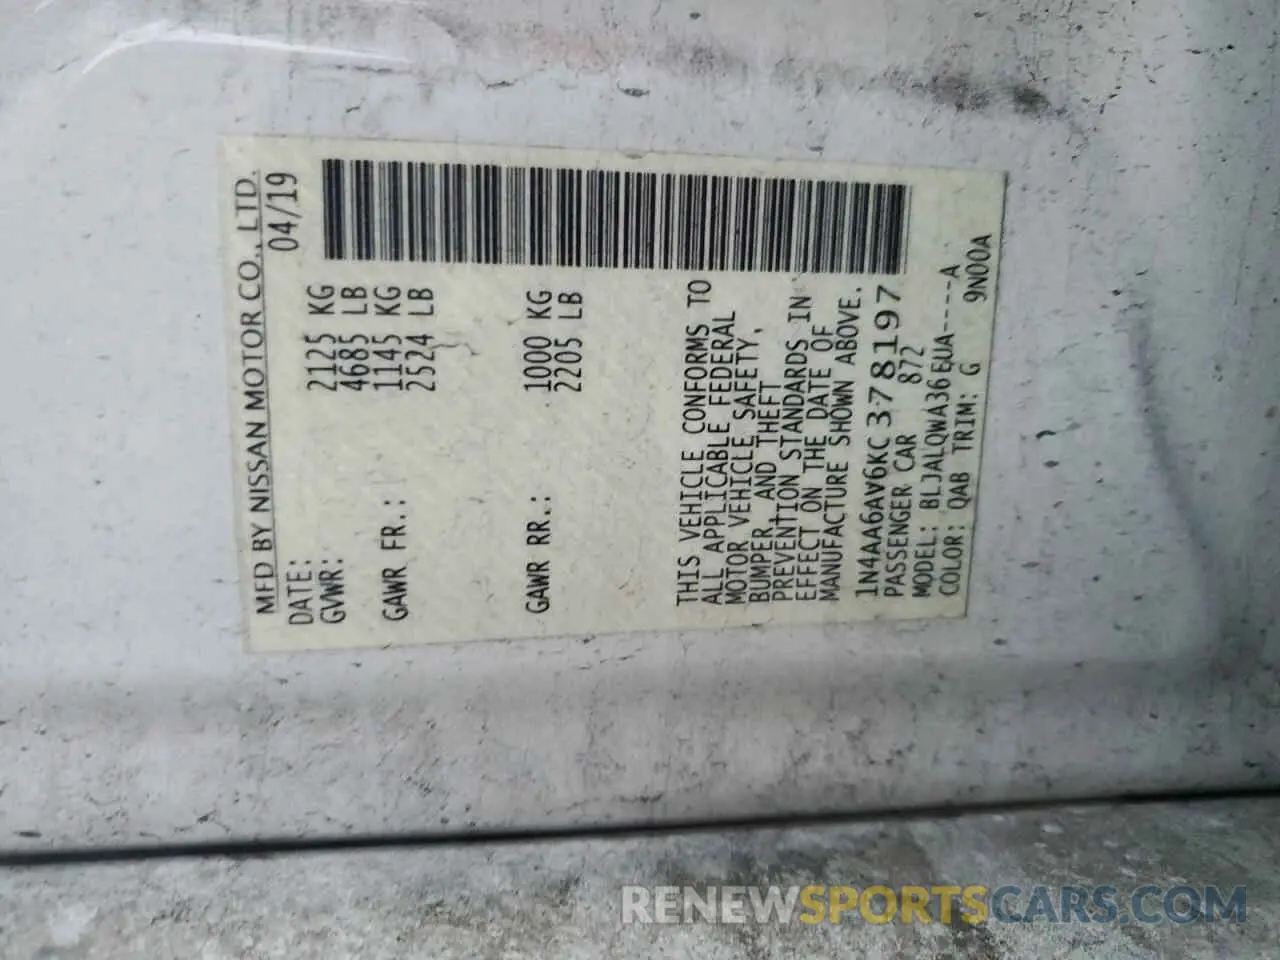 MFD BY NISSAN MOTOR CO., LTD.
DATE: 04/19
GVWR: 2125 KG
4685 LB
GAWR FR.: 1145 KG
2524 LB
GAWR RR.: 1000 KG
2205 LB
THIS VEHICLE CONFORMS TO
ALL APPLICABLE FEDERAL
MOTOR VEHICLE SAFETY,
BUMPER, AND THEFT
PREVENTION STANDARDS IN
EFFECT ON THE DATE OF
MANUFACTURE SHOWN ABOVE.
1N4AA6AV6KC378197
PASSENGER CAR 872
MODEL: BLJALQWA36EUA----A
COLOR: QAB TRIM: G 9N00A
RENEWSPORTSCARS.COM